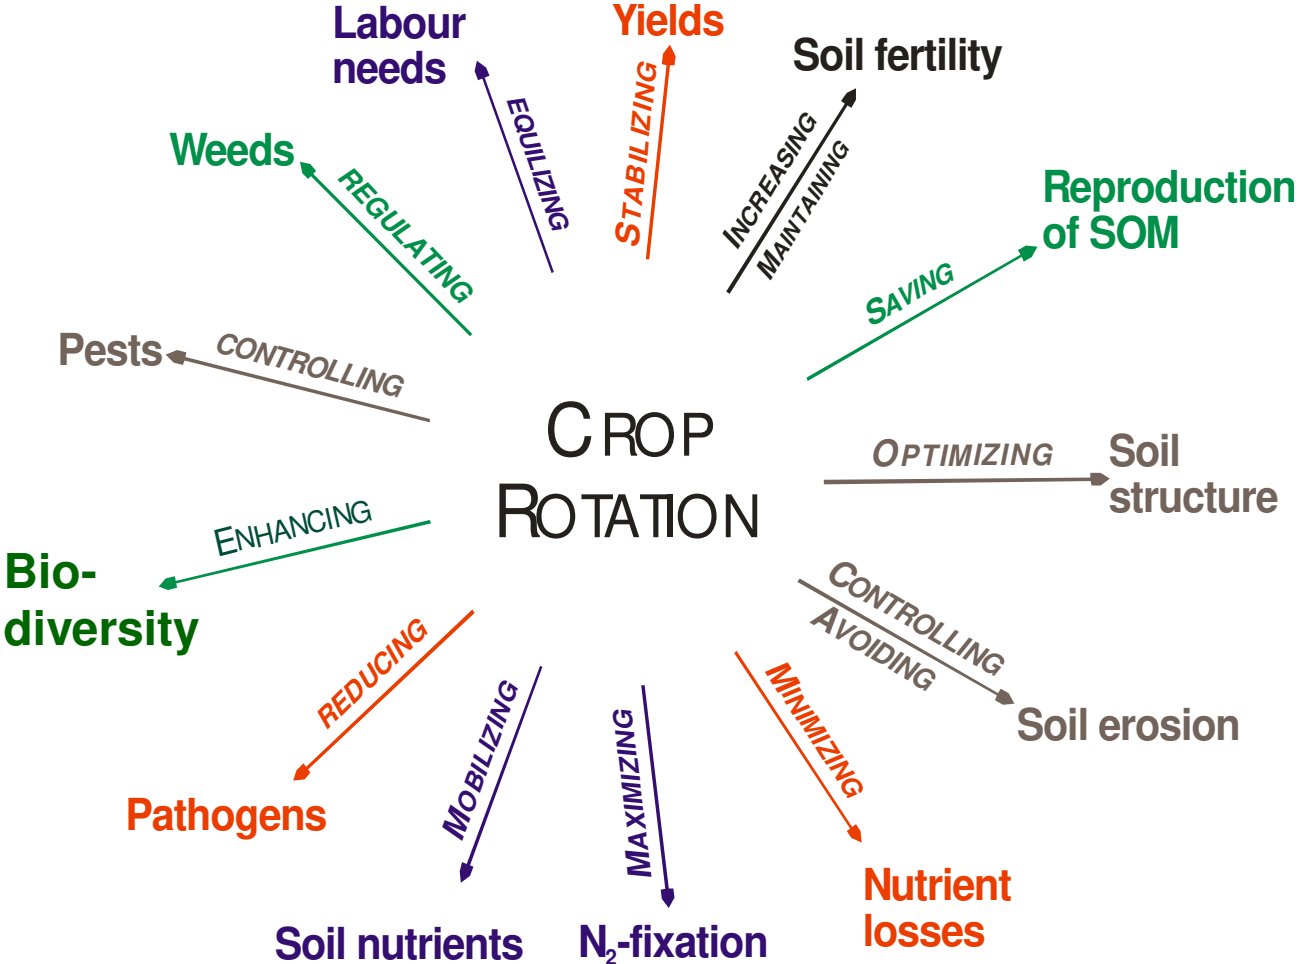 Labour
needs
EQUILIZING
Yields
STABILIZING
Soil fertility
INCREASING
MAINTAINING
Weeds
REGULATING
Reproduction
of SOM
SAVING
Pests
CONTROLLING
CROP
ROTATION
OPTIMIZING
Soil
structure
ENHANCING
Bio-
diversity
CONTROLLING
AVOIDING
Soil erosion
REDUCING
Pathogens
MOBILIZING
Soil nutrients
MAXIMIZING
N₂-fixation
MINIMIZING
Nutrient
losses